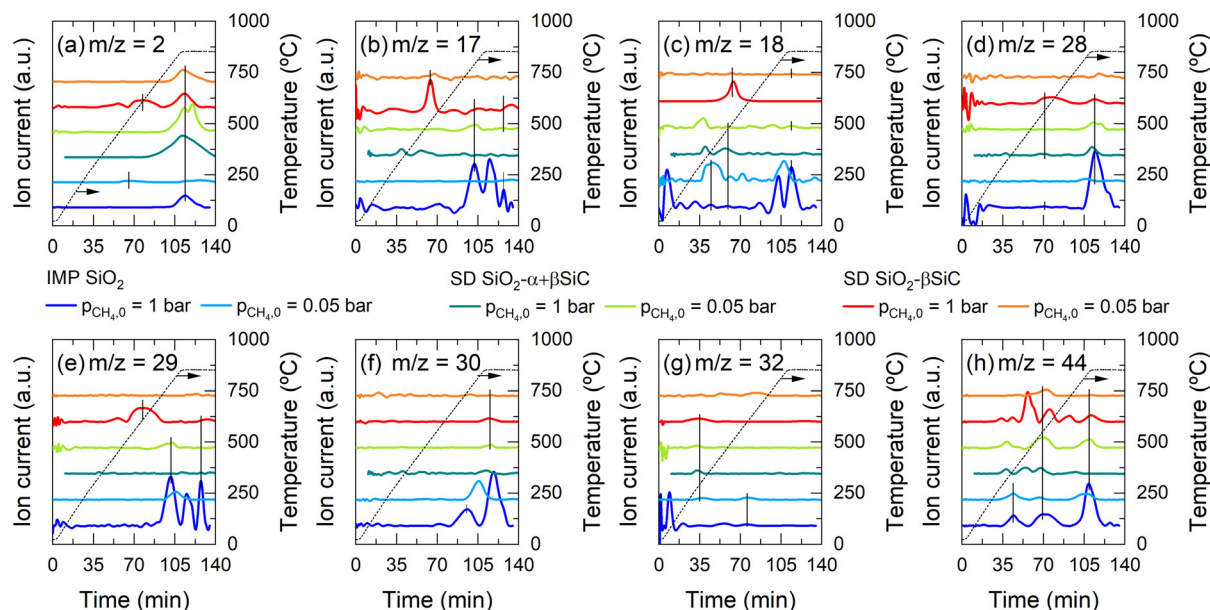 (a) m/z = 2
(b) m/z = 17
(c) m/z = 18
(d) m/z = 28
Ion current (a.u.)
0 35 70 105 140
0 250 500 750 1000
Temperature (ºC)
Ion current (a.u.)
0 35 70 105 140
0 250 500 750 1000
Temperature (ºC)
Ion current (a.u.)
0 35 70 105 140
0 250 500 750 1000
Temperature (ºC)
Ion current (a.u.)
0 35 70 105 140
0 250 500 750 1000
Temperature (ºC)
IMP SiO₂
SD SiO₂-α+βSiC
SD SiO₂-βSiC
p_CH₄,0 = 1 bar
p_CH₄,0 = 0.05 bar
p_CH₄,0 = 1 bar
p_CH₄,0 = 0.05 bar
p_CH₄,0 = 1 bar
p_CH₄,0 = 0.05 bar
(e) m/z = 29
(f) m/z = 30
(g) m/z = 32
(h) m/z = 44
Ion current (a.u.)
0 35 70 105 140
Time (min)
0 250 500 750 1000
Temperature (ºC)
Ion current (a.u.)
0 35 70 105 140
Time (min)
0 250 500 750 1000
Temperature (ºC)
Ion current (a.u.)
0 35 70 105 140
Time (min)
0 250 500 750 1000
Temperature (ºC)
Ion current (a.u.)
0 35 70 105 140
Time (min)
0 250 500 750 1000
Temperature (ºC)